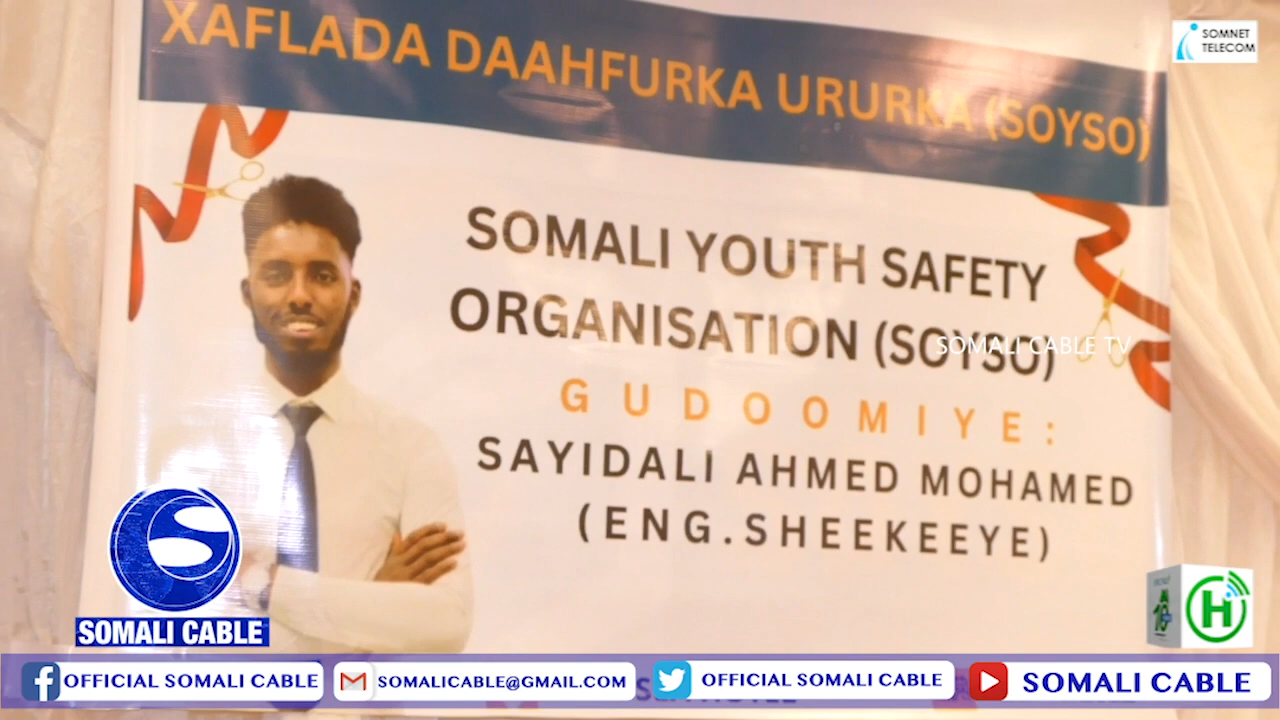 XAFLADA DAAHFURKA URURKA (SOYSO)
SOMNET
TELECOM
SOMALI YOUTH SAFETY
ORGANISATION (SOYSO)
SOMALI CABLE TV
GUDOOMIYE:
SAYIDALI AHMED MOHAMED
(ENG.SHEEKEEYE)
S
SOMALI CABLE
H
OFFICIAL SOMALI CABLE
SOMALICABLE@GMAIL.COM
OFFICIAL SOMALI CABLE
SOMALI CABLE